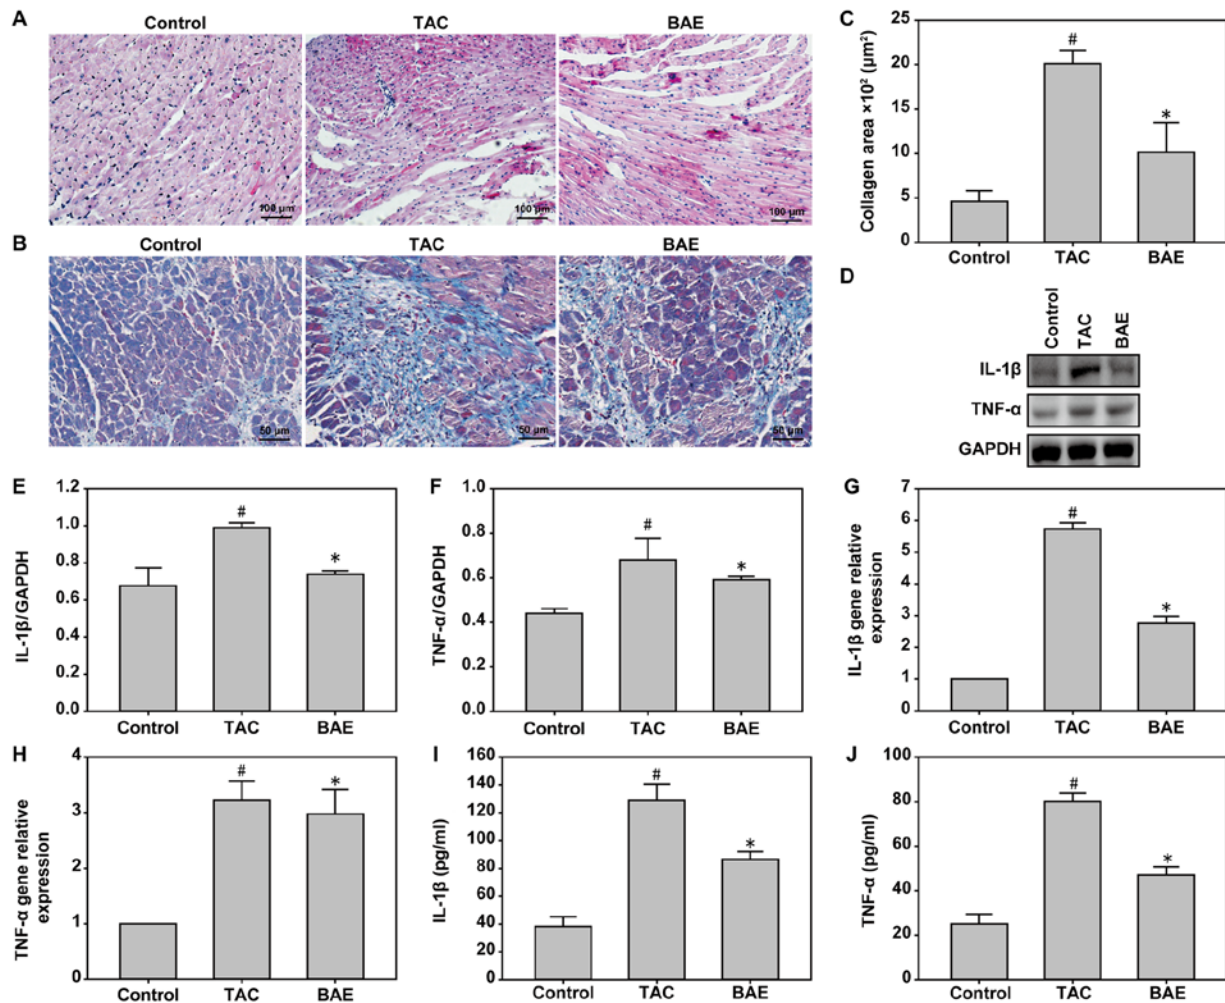 A
Control
TAC
BAE
100 µm
100 µm
100 µm
B
Control
TAC
BAE
50 µm
50 µm
50 µm
C
Collagen area ×10² (µm²)
25
20
15
10
5
0
#
*
Control
TAC
BAE
D
Control
TAC
BAE
IL-1β
TNF-α
GAPDH
E
IL-1β/GAPDH
1.2
1.0
0.8
0.6
0.4
0.2
0.0
#
*
Control
TAC
BAE
F
TNF-α/GAPDH
1.0
0.8
0.6
0.4
0.2
0.0
#
*
Control
TAC
BAE
G
IL-1β gene relative
expression
7
6
5
4
3
2
1
0
#
*
Control
TAC
BAE
H
TNF-α gene relative
expression
4
3
2
1
0
#
*
Control
TAC
BAE
I
IL-1β (pg/ml)
160
140
120
100
80
60
40
20
0
#
*
Control
TAC
BAE
J
TNF-α (pg/ml)
100
80
60
40
20
0
#
*
Control
TAC
BAE